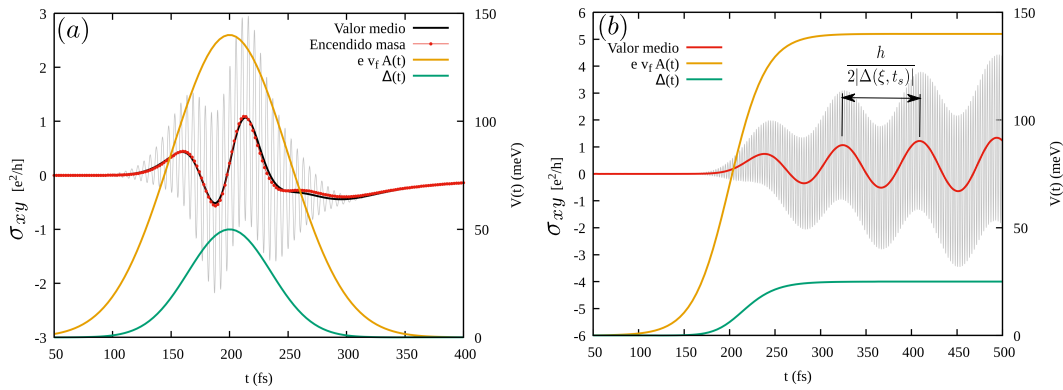 (a)
Valor medio
Encendido masa
e v_f A(t)
Δ(t)
3
2
1
0
-1
-2
-3
σxy [e²/h]
50 100 150 200 250 300 350 400
t (fs)
150
100
50
0
V(t) (meV)
(b)
Valor medio
e v_f A(t)
Δ(t)
h
2|Δ(ξ, t_s)|
6
5
4
3
2
1
0
-1
-2
-3
-4
-5
-6
σxy [e²/h]
50 100 150 200 250 300 350 400 450 500
t (fs)
150
100
50
0
V(t) (meV)